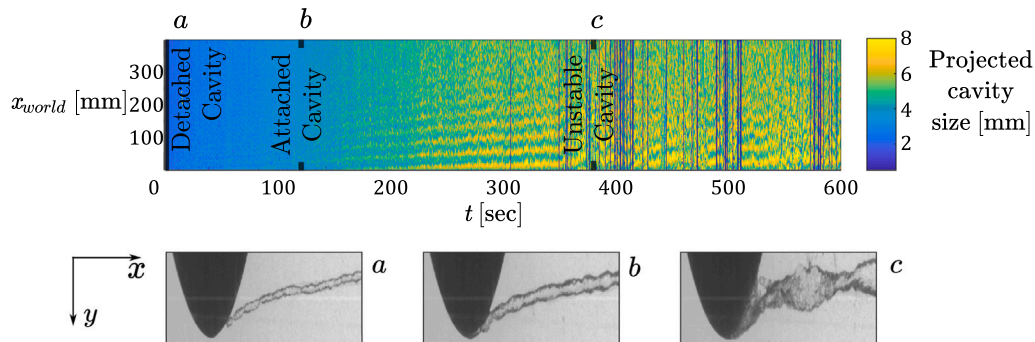 a
b
c
8
6
4
2
Projected
cavity
size [mm]
x_world [mm]
300
200
100
0
Detached
Cavity
Attached
Cavity
Unstable
Cavity
100
200
300
400
500
600
t [sec]
x
y
a
b
c